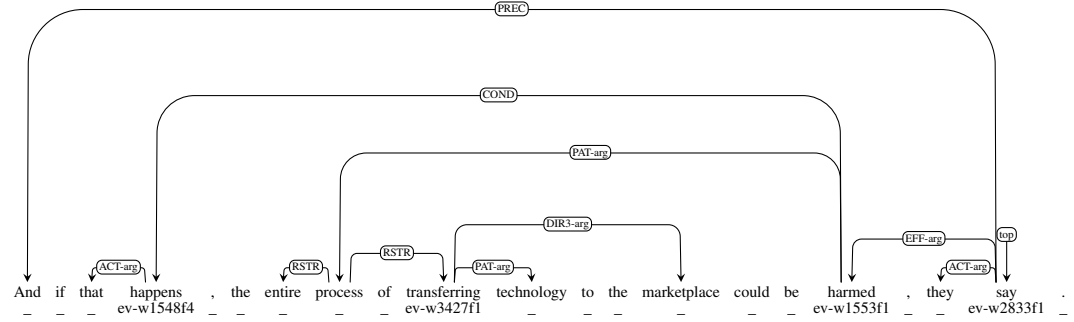 PREC
COND
PAT-arg
DIR3-arg
EFF-arg top
RSTR
ACT-arg RSTR PAT-arg ACT-arg
And if that happens , the entire process of transferring technology to the marketplace could be harmed , they say .
_ _ _ ev-w1548f4 _ _ _ _ _ ev-w3427f1 _ _ _ _ _ _ ev-w1553f1 _ _ ev-w2833f1 _